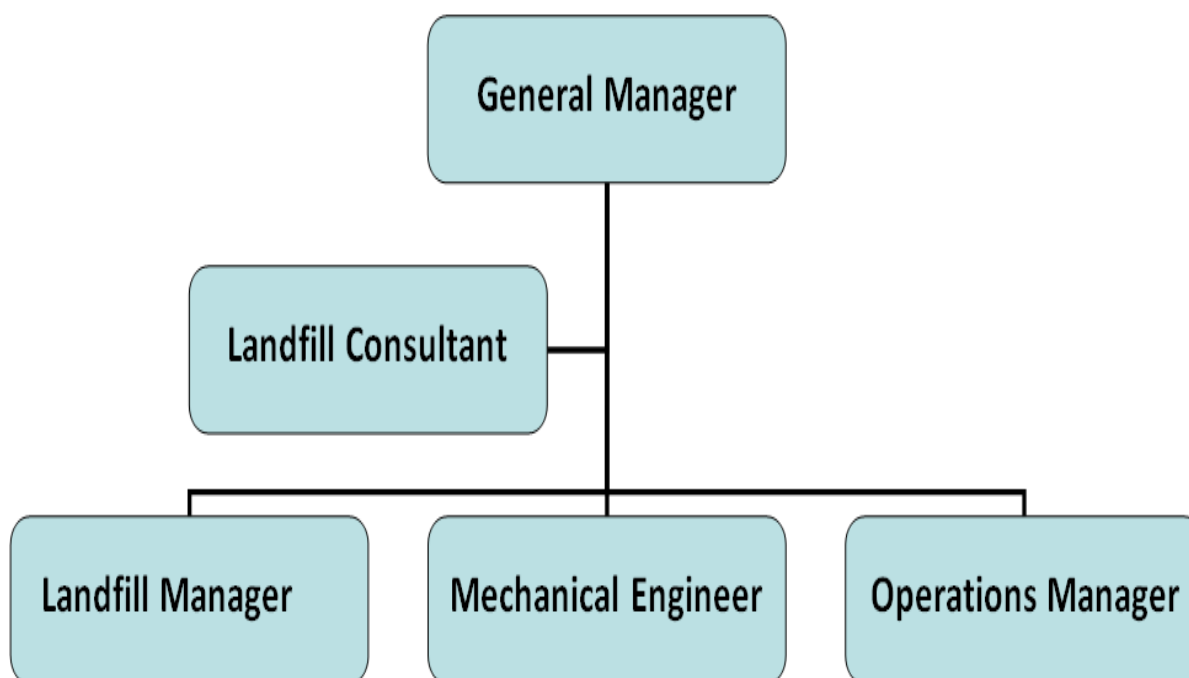 General Manager
Landfill Consultant
Landfill Manager
Mechanical Engineer
Operations Manager